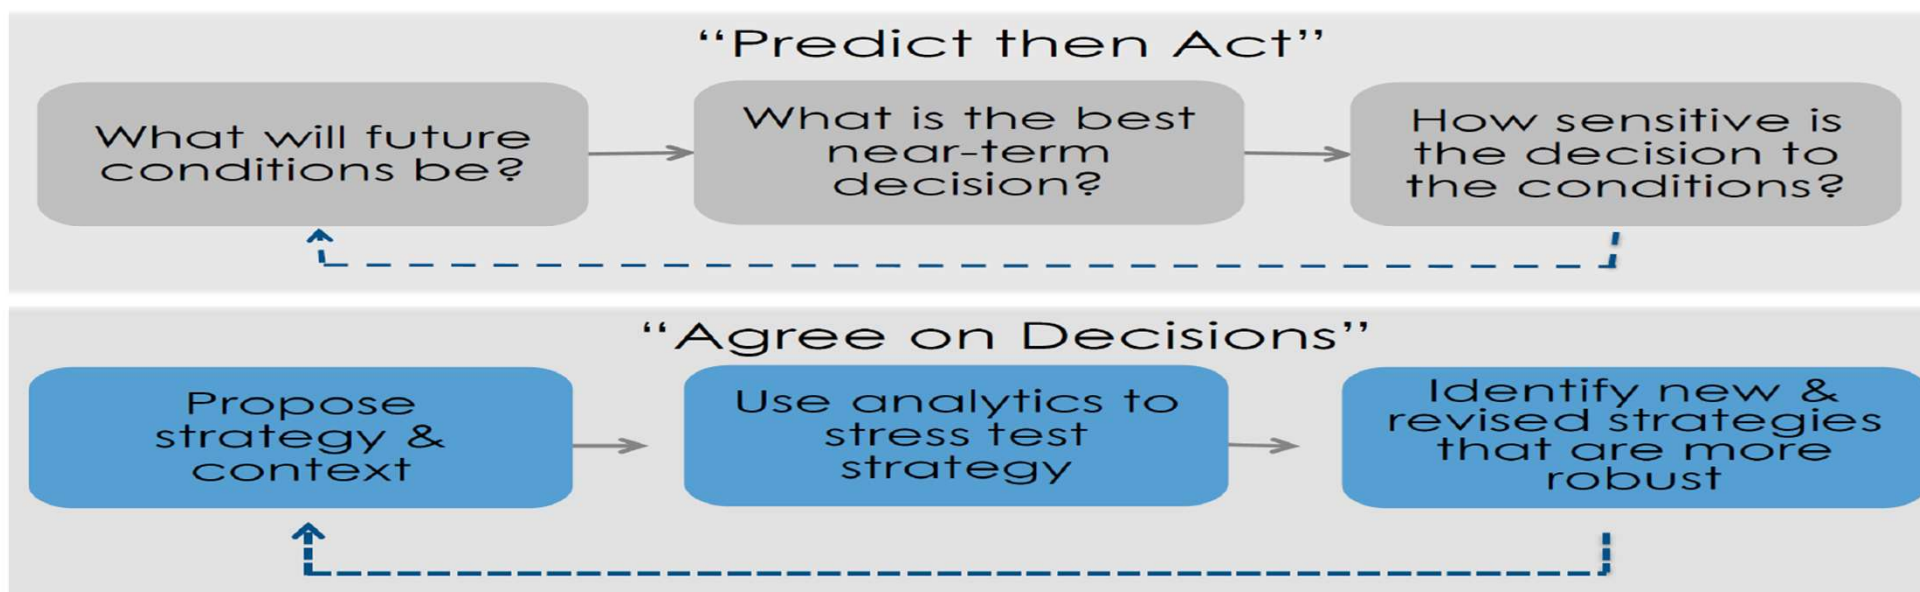 “Predict then Act”
What will future
conditions be?
What is the best
near-term
decision?
How sensitive is
the decision to
the conditions?
“Agree on Decisions”
Propose
strategy &
context
Use analytics to
stress test
strategy
Identify new &
revised strategies
that are more
robust